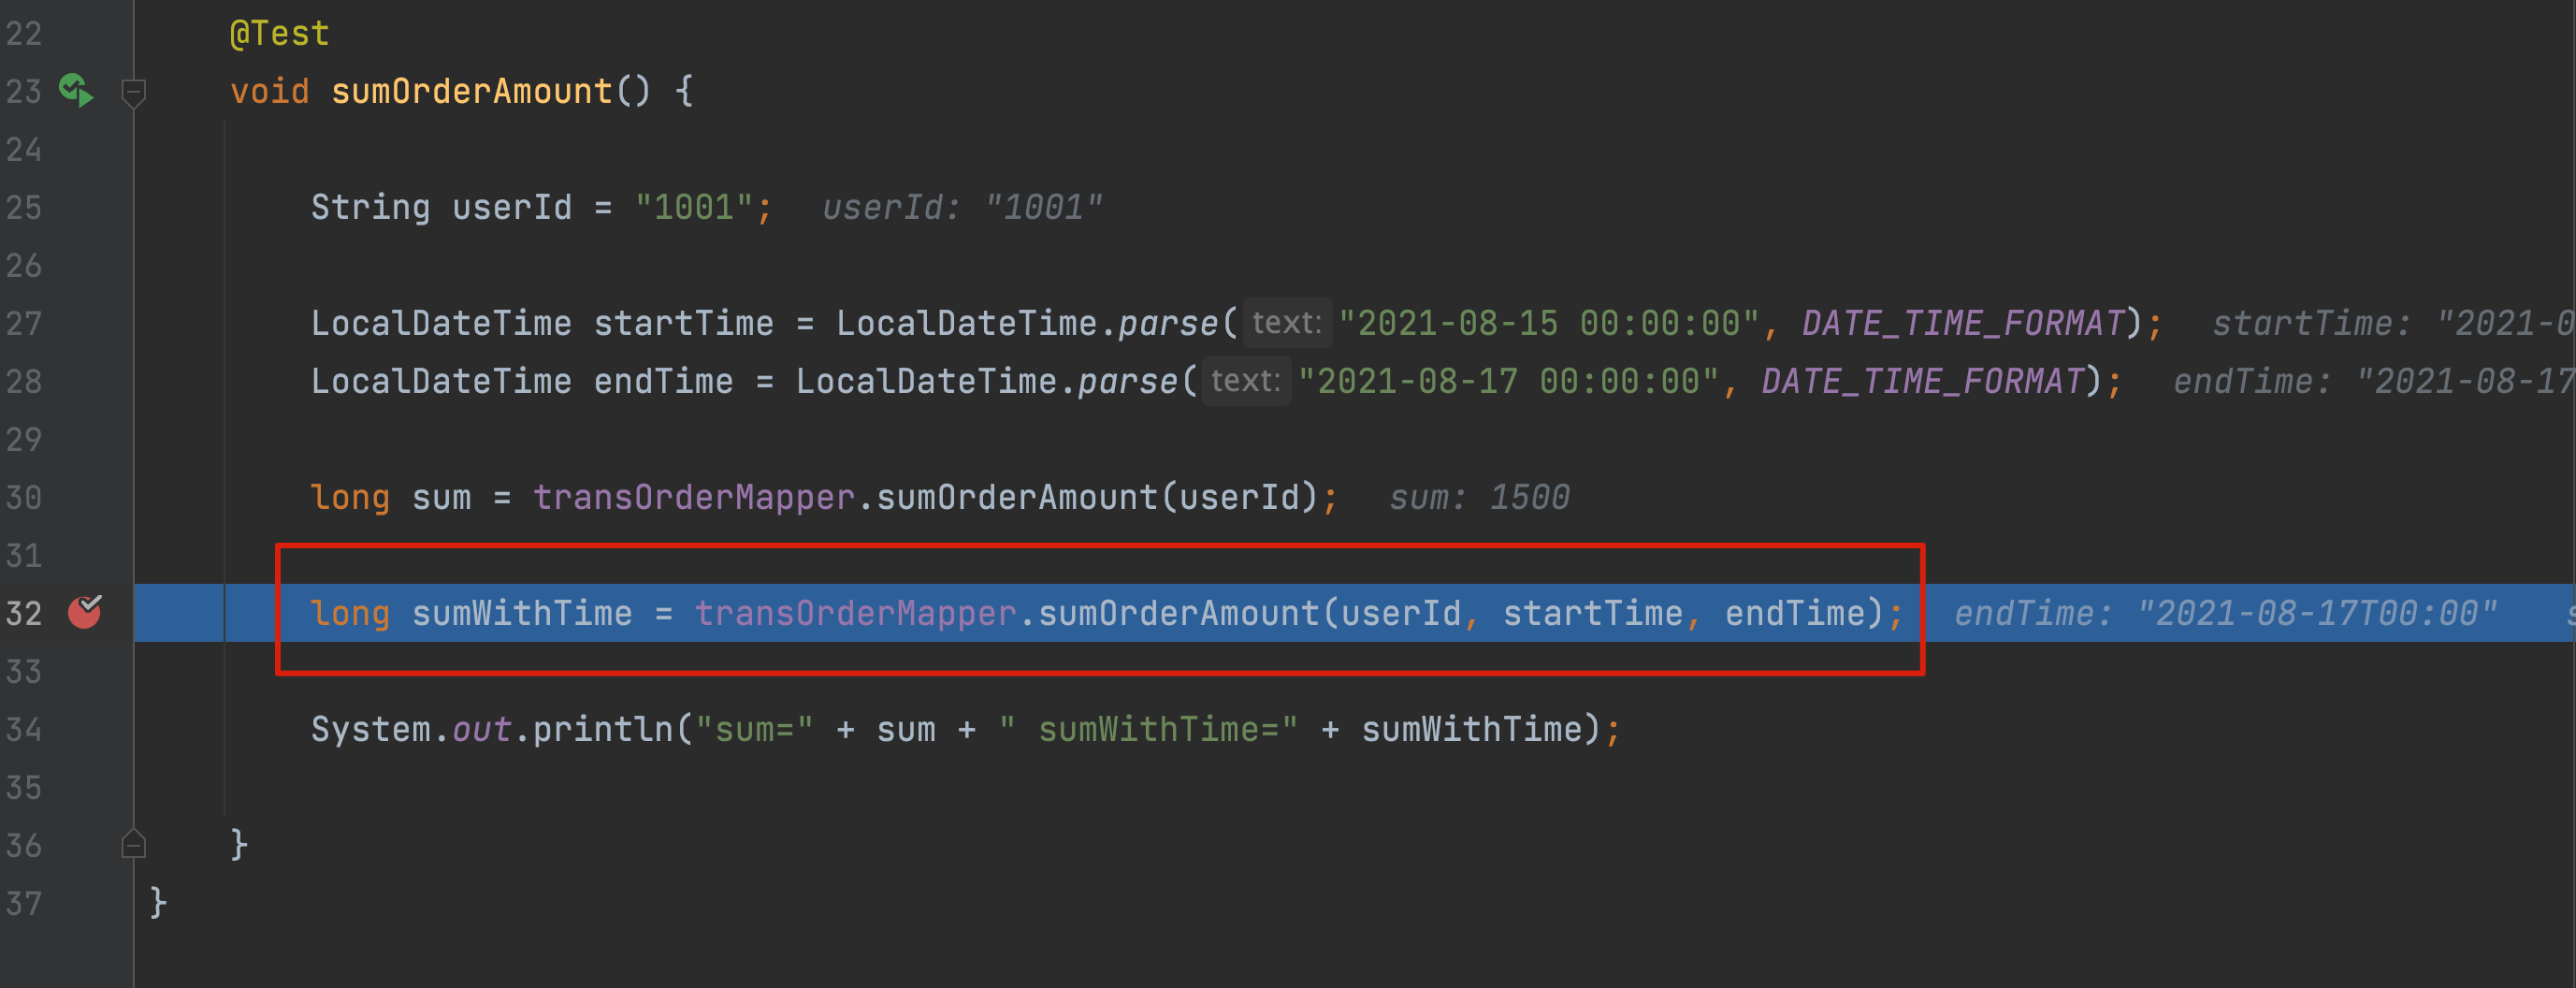 22 @Test
23 void sumOrderAmount() {
24
25 String userId = "1001"; userId: "1001"
26
27 LocalDateTime startTime = LocalDateTime.parse( text: "2021-08-15 00:00:00", DATE_TIME_FORMAT); startTime: "2021-0
28 LocalDateTime endTime = LocalDateTime.parse( text: "2021-08-17 00:00:00", DATE_TIME_FORMAT); endTime: "2021-08-17
29
30 long sum = transOrderMapper.sumOrderAmount(userId); sum: 1500
31
32 long sumWithTime = transOrderMapper.sumOrderAmount(userId, startTime, endTime); endTime: "2021-08-17T00:00" s
33
34 System.out.println("sum=" + sum + " sumWithTime=" + sumWithTime);
35
36 }
37 }